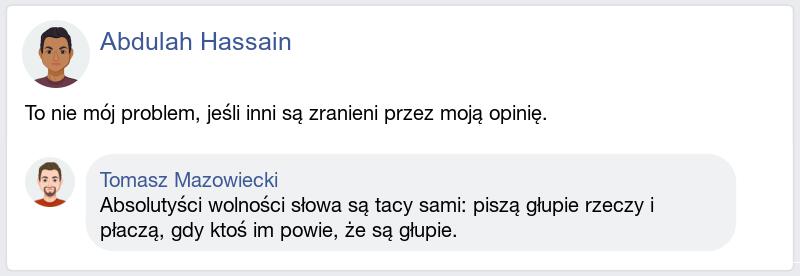 Abdulah Hassain
To nie mój problem, jeśli inni są zranieni przez moją opinię.
Tomasz Mazowiecki
Absolutyści wolności słowa są tacy sami: piszą głupie rzeczy i
płaczą, gdy ktoś im powie, że są głupie.